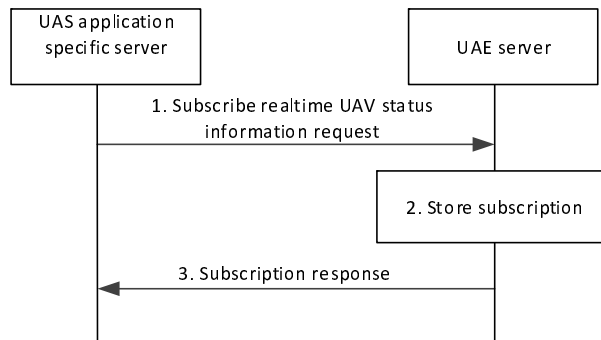 UAS application
specific server
UAE server
1. Subscribe realtime UAV status
information request
2. Store subscription
3. Subscription response